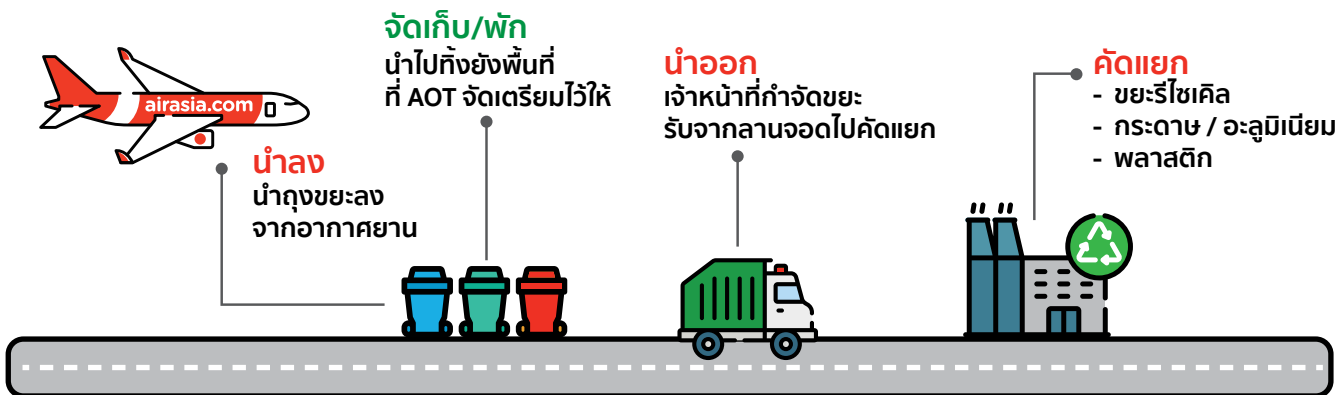 airasia.com
นำลง
นำถุงขยะลง
จากอากาศยาน
จัดเก็บ/พัก
นำไปทิ้งยังพื้นที่
ที่ AOT จัดเตรียมไว้ให้
นำออก
เจ้าหน้าที่กำจัดขยะ
รับจากลานจอดไปคัดแยก
คัดแยก
- ขยะรีไซเคิล
- กระดาษ / อะลูมิเนียม
- พลาสติก